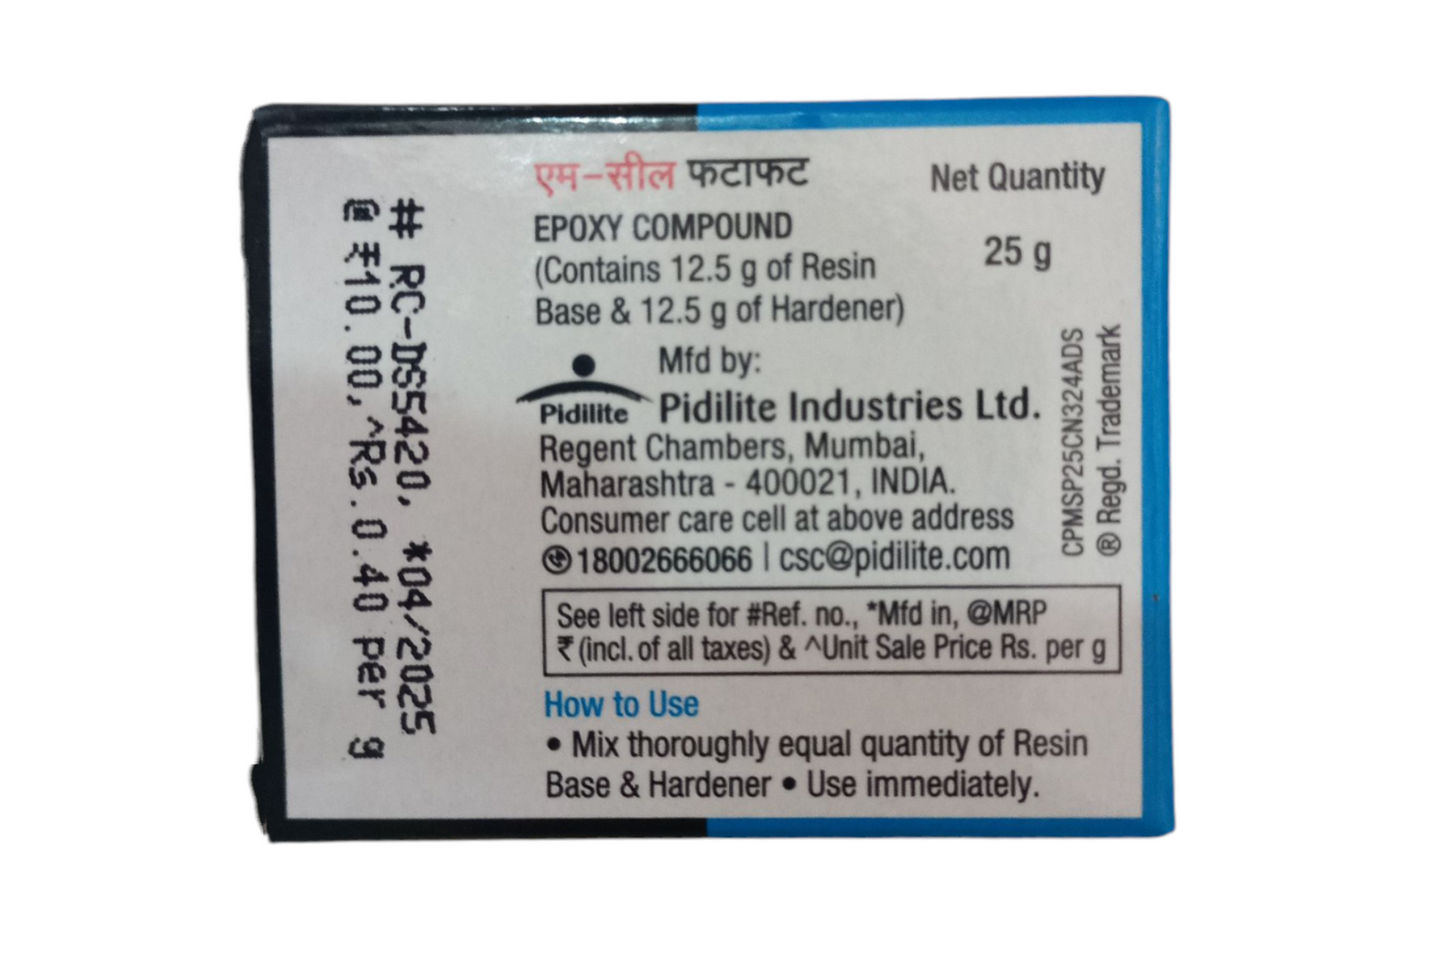 # RC-DS5420, *04/2025
@ ₹10.00,^Rs.0.40 per g
एम-सील फटाफट
EPOXY COMPOUND
(Contains 12.5 g of Resin
Base & 12.5 g of Hardener)
Net Quantity
25 g
Mfd by:
Pidilite
Pidilite Industries Ltd.
Regent Chambers, Mumbai,
Maharashtra - 400021, INDIA.
Consumer care cell at above address
18002666066 | csc@pidilite.com
CPMSP25CN324ADS
® Regd. Trademark
See left side for #Ref. no., *Mfd in, @MRP
₹ (incl. of all taxes) & ^Unit Sale Price Rs. per g
How to Use
• Mix thoroughly equal quantity of Resin
Base & Hardener • Use immediately.